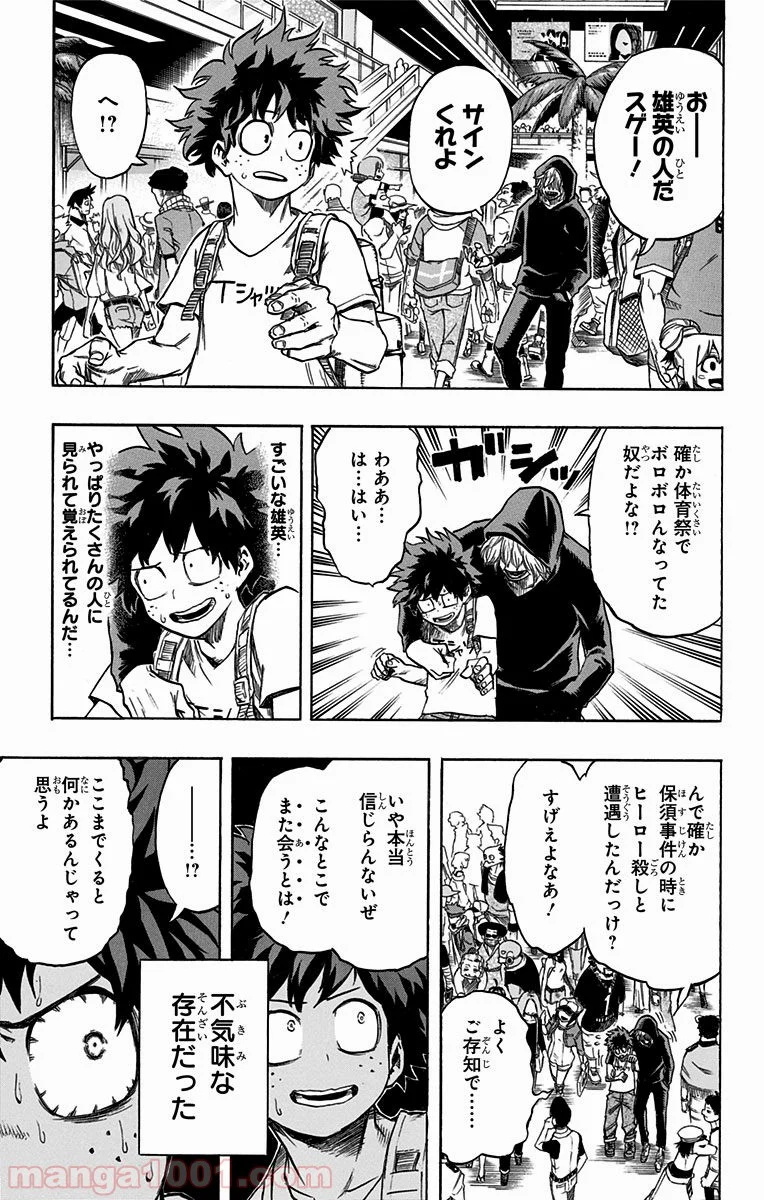 おー
雄英の人だ
スゲー！
サイン
くれよ
へ!?
Tシャツ
確か体育祭で
ボロボロんなってた
奴だよな!?
ガシッ
わああ…
は…はい
すごいな雄英…
やっぱりたくさんの人に
見られて覚えられてるんだ…
んで確か
保須事件の時に
ヒーロー殺しと
遭遇したんだっけ?
すげえよなあ！
よく
ご存知で……
いや本当
信じらんないぜ
こんなとこで
また会うとは！
不気味な
存在だった
——…!?
ここまでくると
何かあるんじゃって
思うよ
manga1001.com